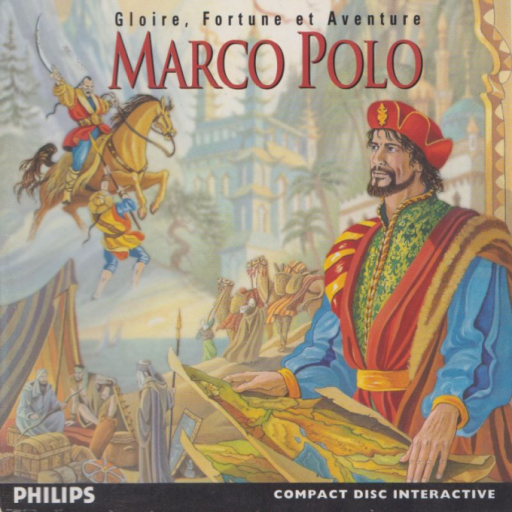 Gloire, Fortune et Aventure
MARCO POLO
PHILIPS
COMPACT DISC INTERACTIVE